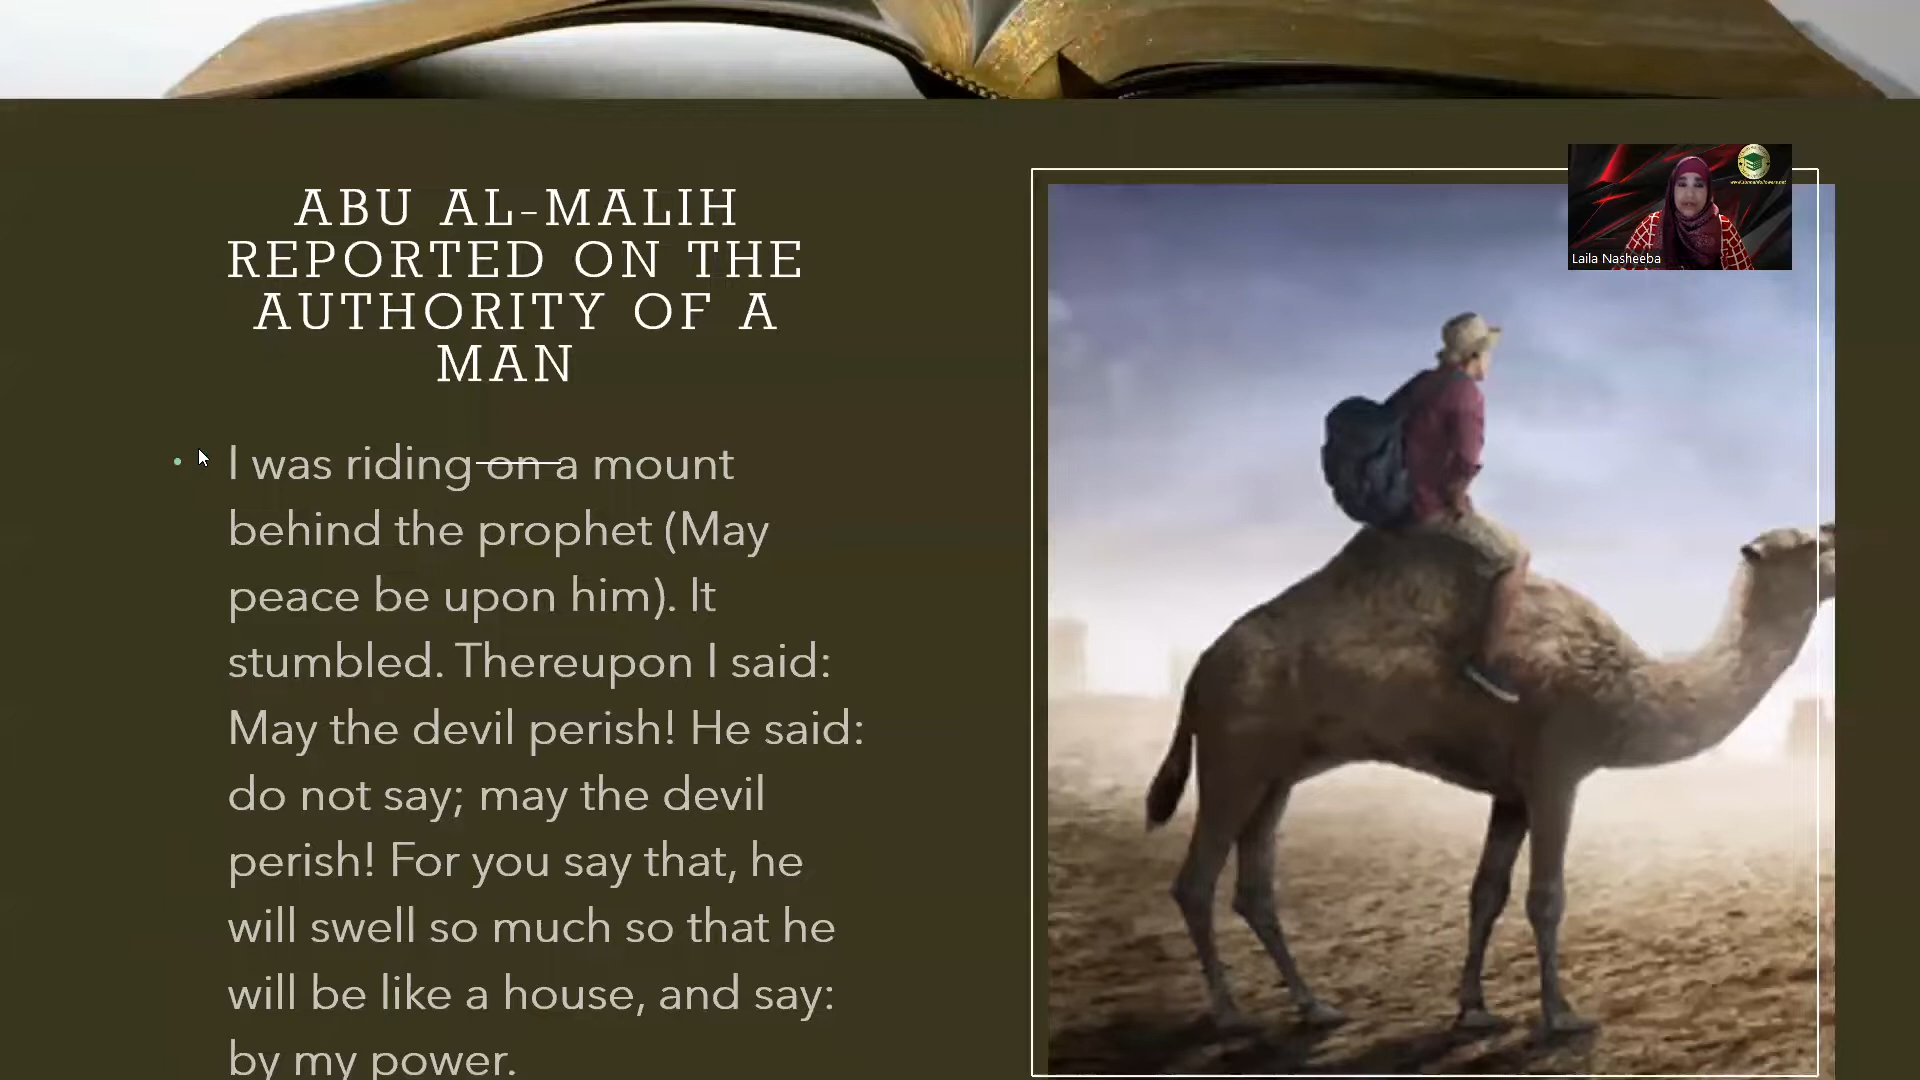 ABU AL-MALIH
REPORTED ON THE
AUTHORITY OF A
MAN
• I was riding on a mount
behind the prophet (May
peace be upon him). It
stumbled. Thereupon I said:
May the devil perish! He said:
do not say; may the devil
perish! For you say that, he
will swell so much so that he
will be like a house, and say:
by my power.
Laila Nasheeba